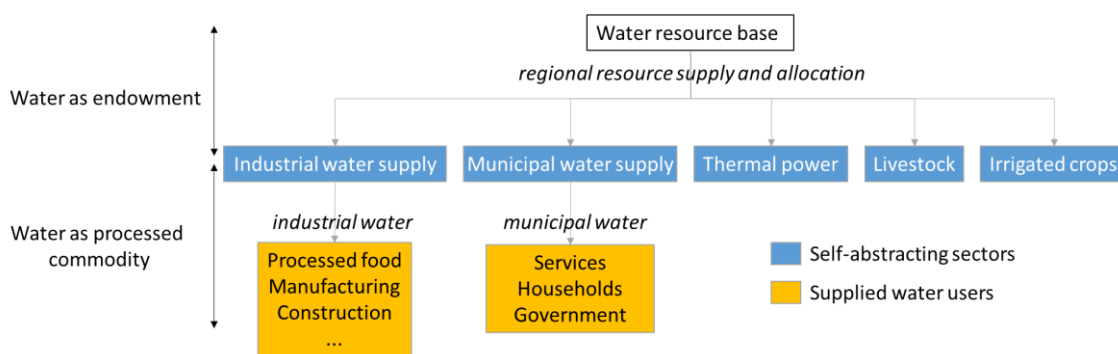 Water resource base
regional resource supply and allocation
Water as endowment
Industrial water supply
Municipal water supply
Thermal power
Livestock
Irrigated crops
industrial water
municipal water
Water as processed
commodity
Processed food
Manufacturing
Construction
...
Services
Households
Government
Self-abstracting sectors
Supplied water users